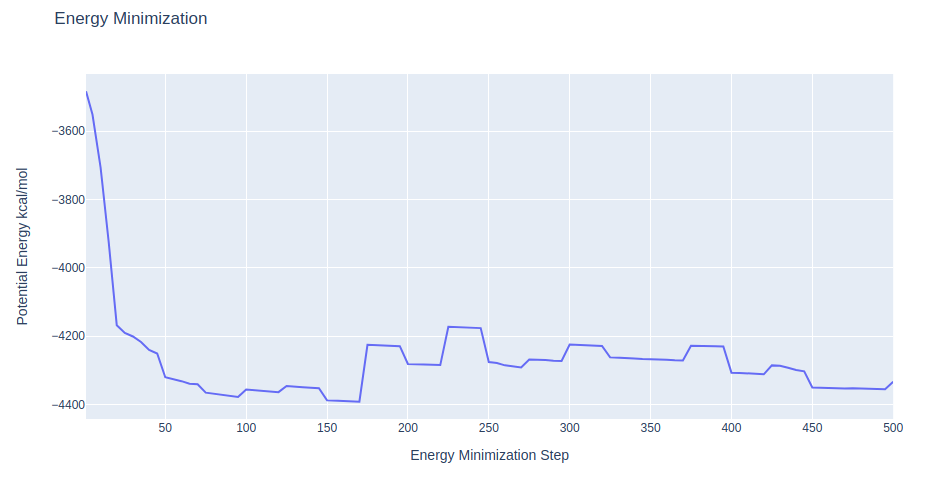 Energy Minimization
Potential Energy kcal/mol
−3600
−3800
−4000
−4200
−4400
50 100 150 200 250 300 350 400 450 500
Energy Minimization Step